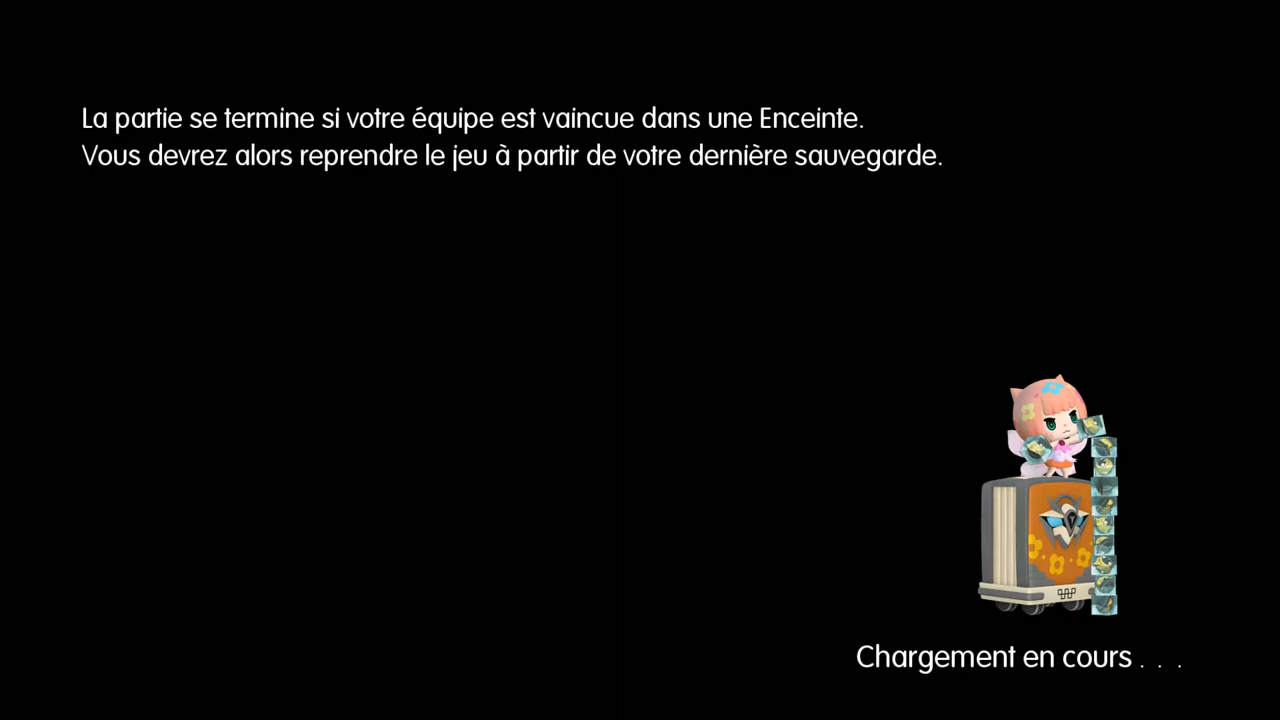 La partie se termine si votre équipe est vaincue dans une Enceinte.
Vous devrez alors reprendre le jeu à partir de votre dernière sauvegarde.
Chargement en cours . . .